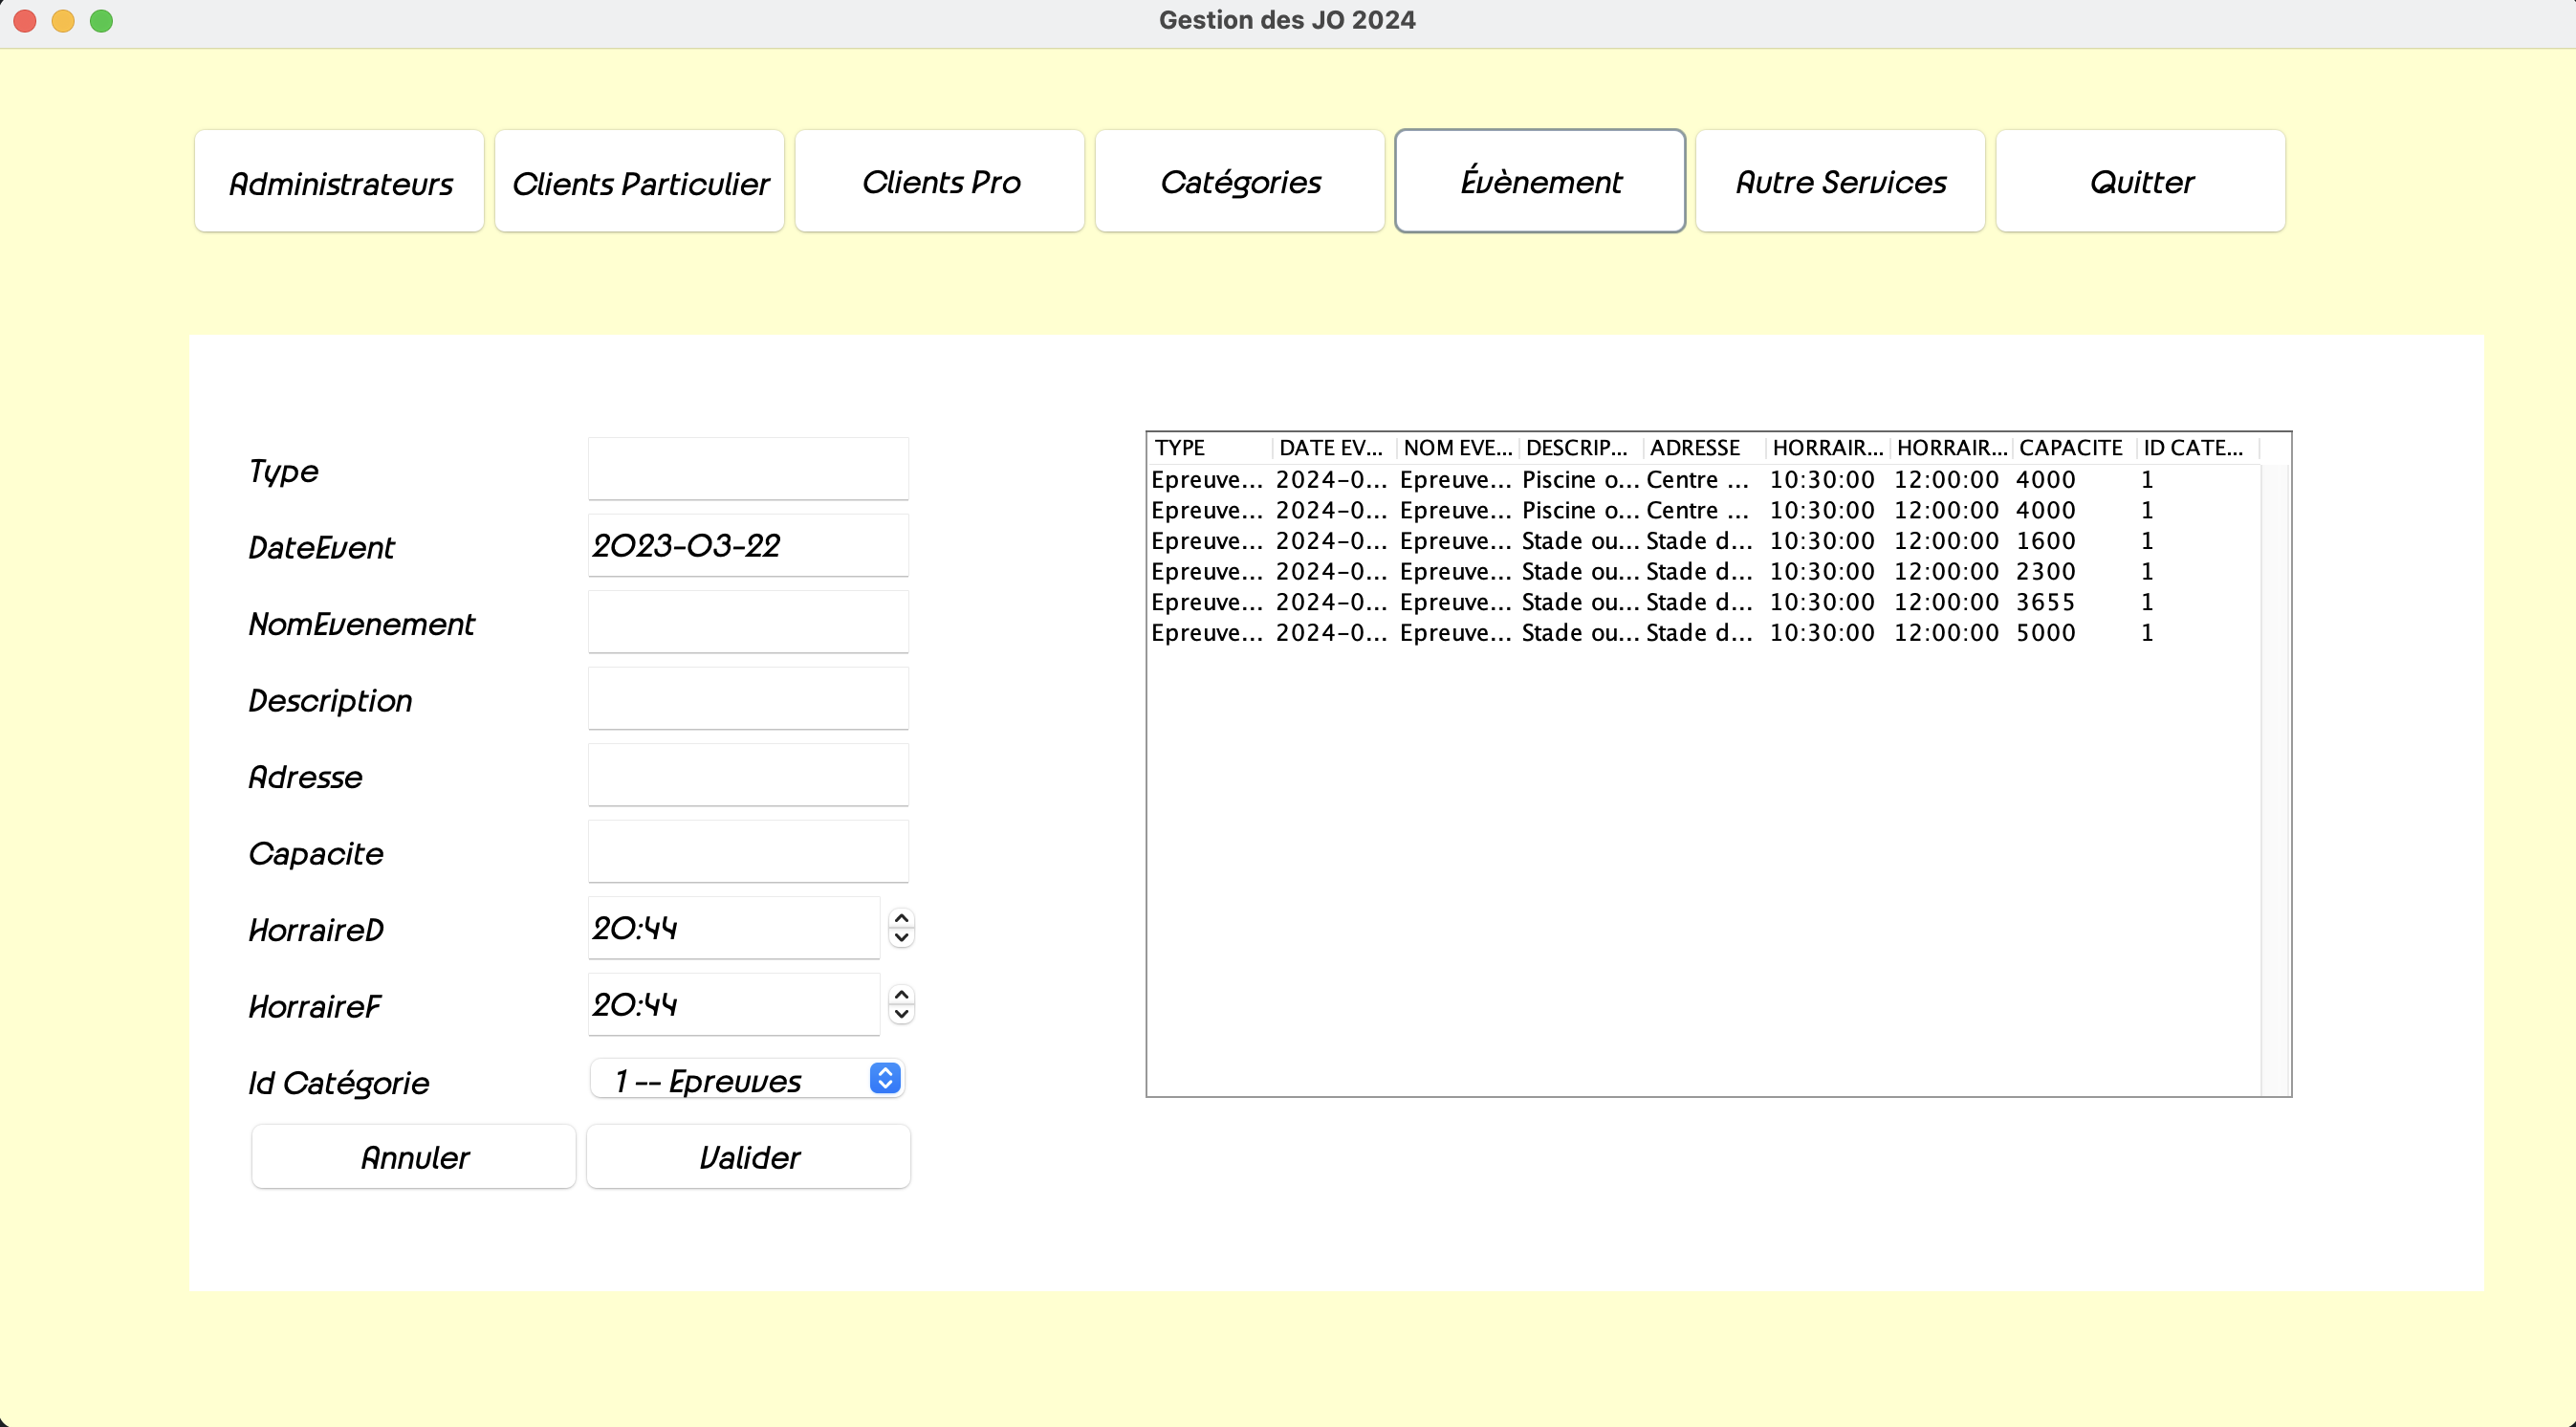 Gestion des JO 2024
Administrateurs Clients Particulier Clients Pro Catégories Évènement Autre Services Quitter
Type
DateEvent 2023-03-22
NomEvenement
Description
Adresse
Capacite
HorraireD 20:44
HorraireF 20:44
Id Catégorie 1 -- Epreuves
Annuler Valider
TYPE DATE EV... NOM EVE... DESCRIP... ADRESSE HORRAIR... HORRAIR... CAPACITE ID CATE...
Epreuve... 2024-0... Epreuve... Piscine o... Centre ... 10:30:00 12:00:00 4000 1
Epreuve... 2024-0... Epreuve... Piscine o... Centre ... 10:30:00 12:00:00 4000 1
Epreuve... 2024-0... Epreuve... Stade ou... Stade d... 10:30:00 12:00:00 1600 1
Epreuve... 2024-0... Epreuve... Stade ou... Stade d... 10:30:00 12:00:00 2300 1
Epreuve... 2024-0... Epreuve... Stade ou... Stade d... 10:30:00 12:00:00 3655 1
Epreuve... 2024-0... Epreuve... Stade ou... Stade d... 10:30:00 12:00:00 5000 1